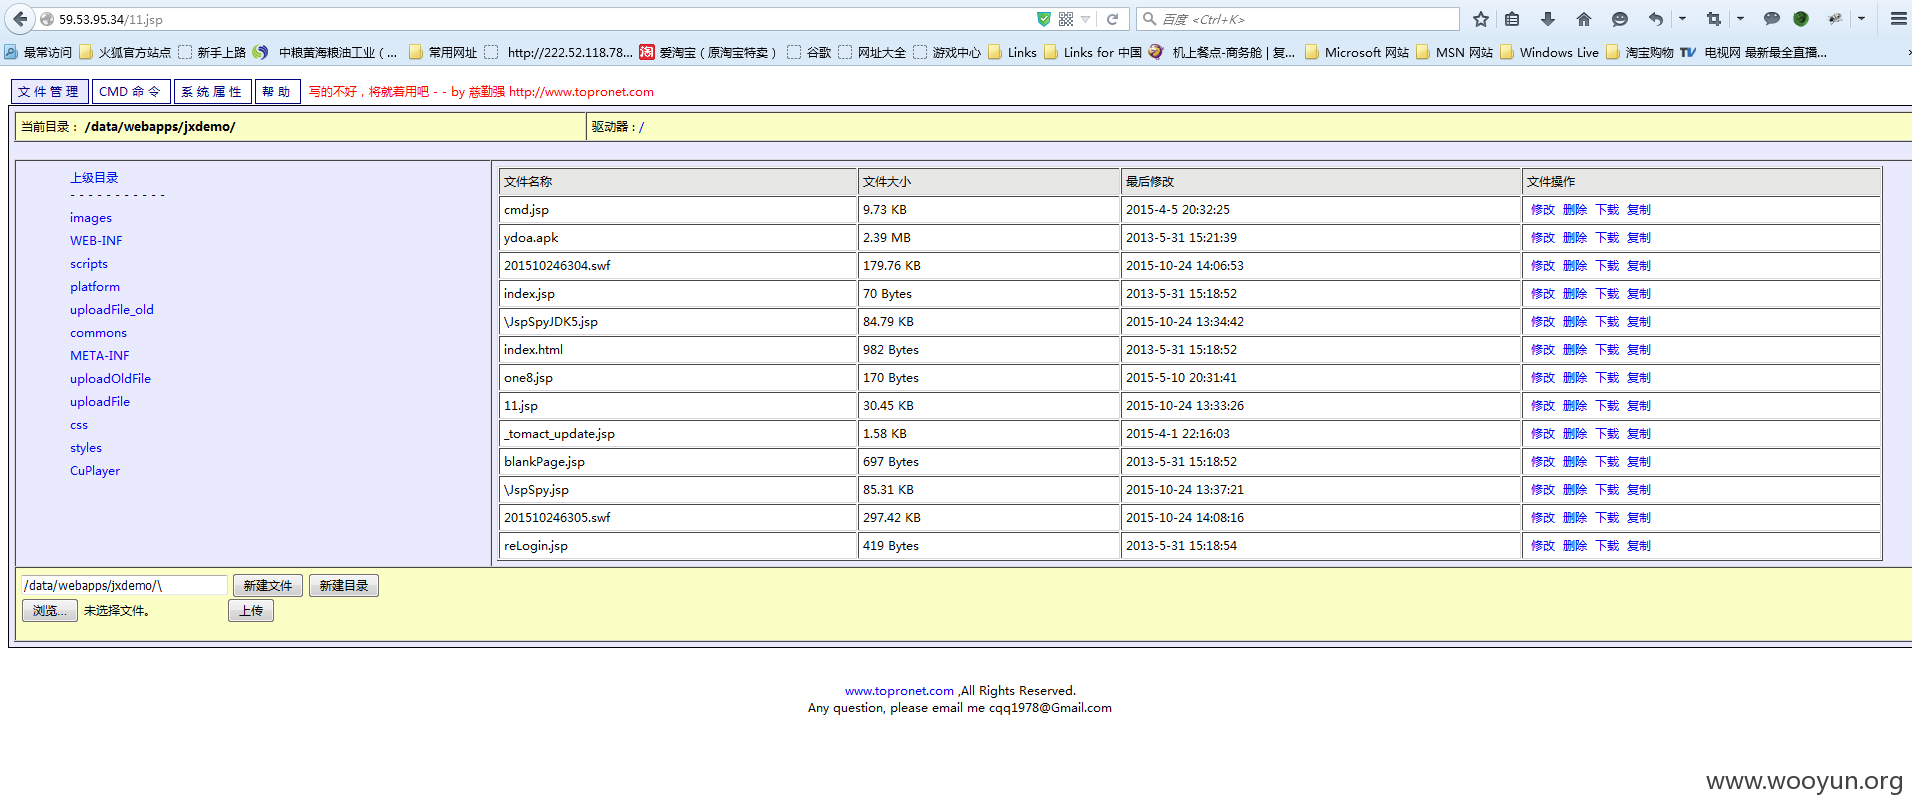 59.53.95.34/11.jsp
百度 <Ctrl+K>
最常访问 火狐官方站点 新手上路 中粮黄海粮油工业（... 常用网址 http://222.52.118.78... 爱淘宝（原淘宝特卖） 谷歌 网址大全 游戏中心 Links Links for 中国 机上餐点-商务舱 | 复... Microsoft 网站 MSN 网站 Windows Live 淘宝购物 电视网 最新最全直播...
文件管理 CMD 命令 系统属性 帮助 写的不好，将就着用吧 - - by 慈勤强 http://www.topronet.com
当前目录： /data/webapps/jxdemo/ 驱动器：/
上级目录
- - - - - - - - - - -
images
WEB-INF
scripts
platform
uploadFile_old
commons
META-INF
uploadOldFile
uploadFile
css
styles
CuPlayer
文件名称 文件大小 最后修改 文件操作
cmd.jsp 9.73 KB 2015-4-5 20:32:25 修改 删除 下载 复制
ydoa.apk 2.39 MB 2013-5-31 15:21:39 修改 删除 下载 复制
201510246304.swf 179.76 KB 2015-10-24 14:06:53 修改 删除 下载 复制
index.jsp 70 Bytes 2013-5-31 15:18:52 修改 删除 下载 复制
\JspSpyJDK5.jsp 84.79 KB 2015-10-24 13:34:42 修改 删除 下载 复制
index.html 982 Bytes 2013-5-31 15:18:52 修改 删除 下载 复制
one8.jsp 170 Bytes 2015-5-10 20:31:41 修改 删除 下载 复制
11.jsp 30.45 KB 2015-10-24 13:33:26 修改 删除 下载 复制
_tomact_update.jsp 1.58 KB 2015-4-1 22:16:03 修改 删除 下载 复制
blankPage.jsp 697 Bytes 2013-5-31 15:18:52 修改 删除 下载 复制
\JspSpy.jsp 85.31 KB 2015-10-24 13:37:21 修改 删除 下载 复制
201510246305.swf 297.42 KB 2015-10-24 14:08:16 修改 删除 下载 复制
reLogin.jsp 419 Bytes 2013-5-31 15:18:54 修改 删除 下载 复制
/data/webapps/jxdemo/\ 新建文件 新建目录
浏览... 未选择文件。 上传
www.topronet.com ,All Rights Reserved.
Any question, please email me cqq1978@Gmail.com
www.wooyun.org